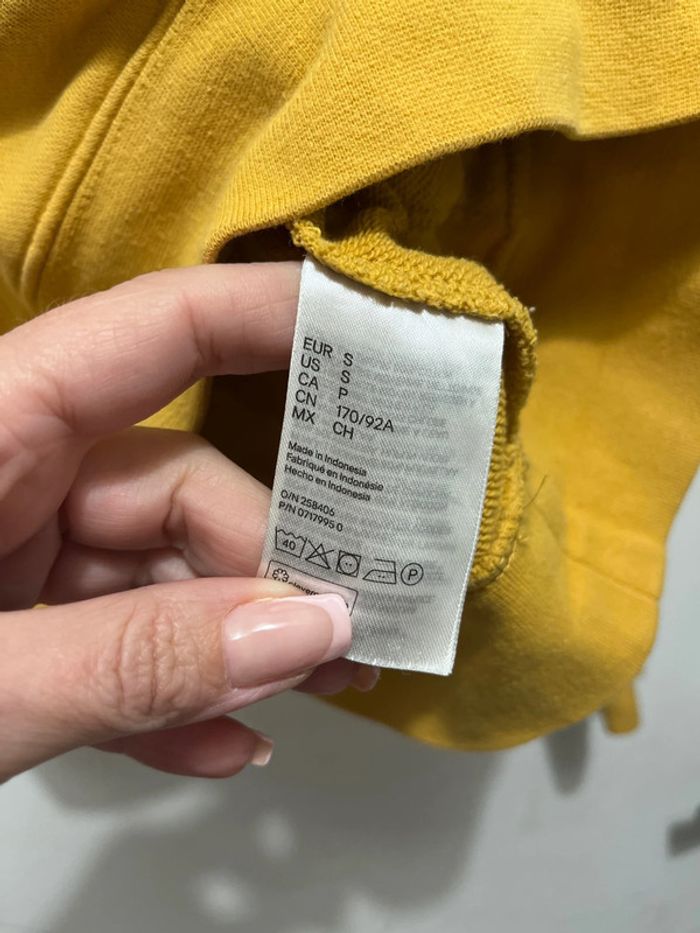 EUR S
US S
CA P
CN 170/92A
MX CH
Made in Indonesia
Fabriqué en Indonésie
Hecho en Indonesia
O/N 258406
P/N 0717995 0
40
P